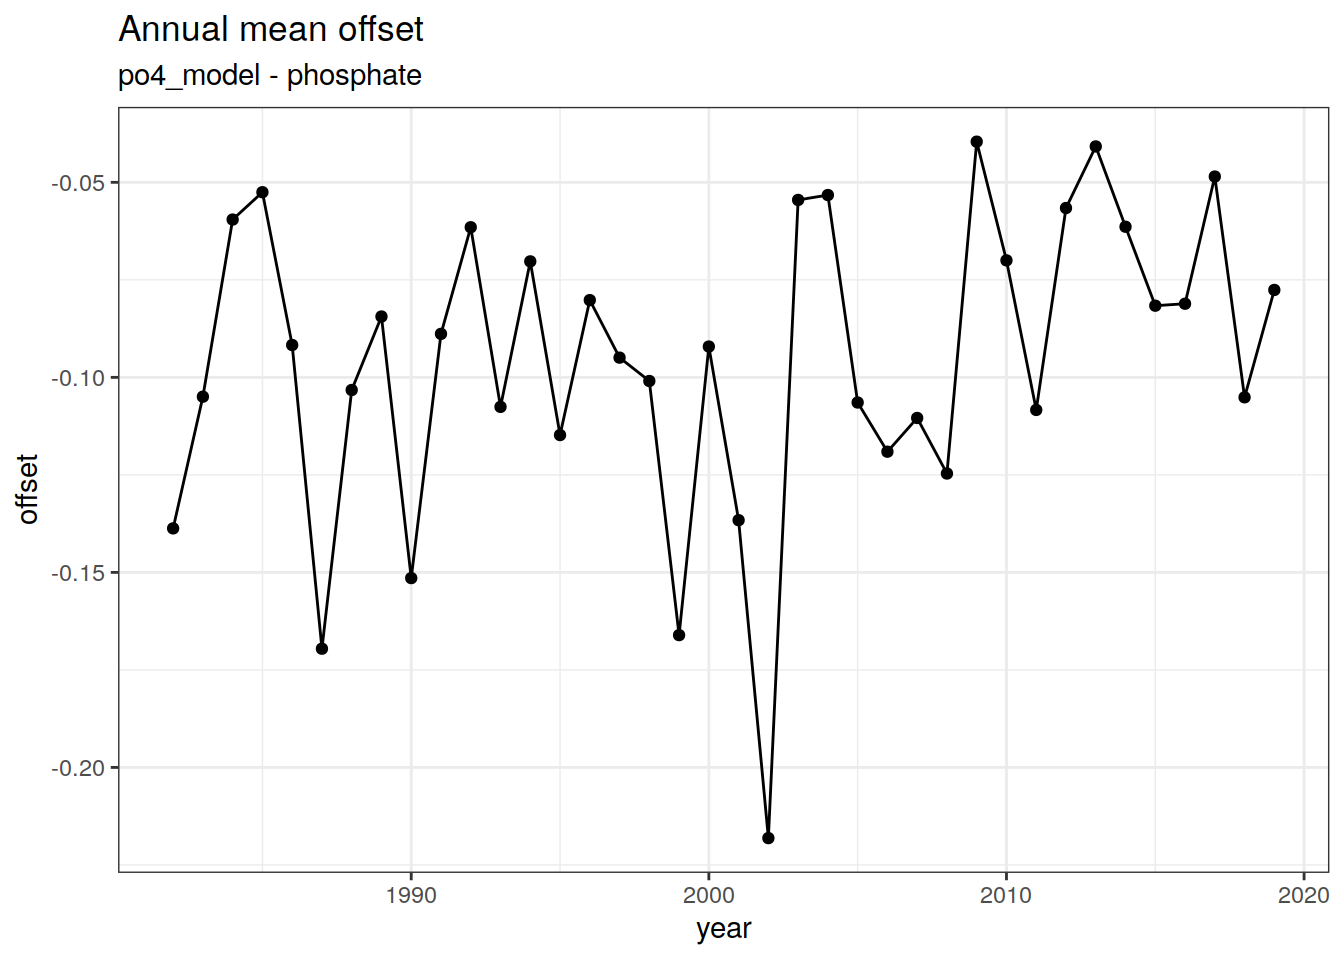 Annual mean offset
po4_model - phosphate
-0.05
-0.10
-0.15
-0.20
offset
1990
2000
2010
2020
year